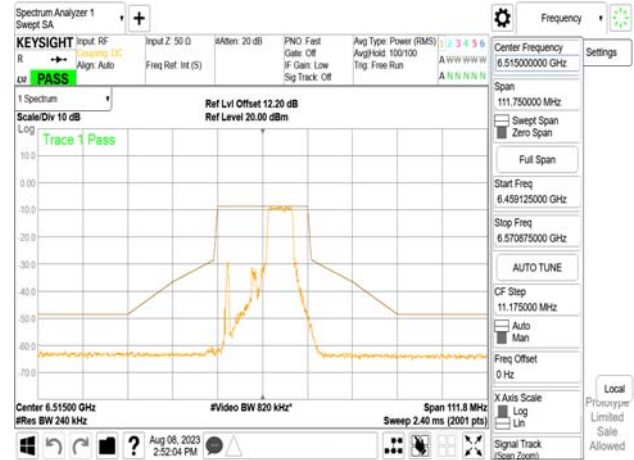 Spectrum Analyzer 1
Swept SA
Frequency
KEYSIGHT
R
LV PASS
Input: RF
Coupling: DC
Align: Auto
Input Z: 50 Ω
Freq Ref: Int (S)
#Atten: 20 dB
PNO: Fast
Gate: Off
IF Gain: Low
Sig Track: Off
Avg Type: Power (RMS)
Avg|Hold: 100/100
Trig: Free Run
1 2 3 4 5 6
A W W W W W
A N N N N N
Center Frequency
6.515000000 GHz
Settings
Span
111.750000 MHz
Swept Span
Zero Span
Full Span
Start Freq
6.459125000 GHz
Stop Freq
6.570875000 GHz
AUTO TUNE
CF Step
11.175000 MHz
Auto
Man
Freq Offset
0 Hz
X Axis Scale
Log
Lin
Signal Track
(Span Zoom)
Local
Prototype
Limited
Sale
Allowed
1 Spectrum
Scale/Div 10 dB
Ref Lvl Offset 12.20 dB
Ref Level 20.00 dBm
Log
Trace 1 Pass
10.0
0.00
-10.0
-20.0
-30.0
-40.0
-50.0
-60.0
-70.0
Center 6.51500 GHz
#Res BW 240 kHz
#Video BW 820 kHz*
Span 111.8 MHz
Sweep 2.40 ms (2001 pts)
?
Aug 08, 2023
2:52:04 PM